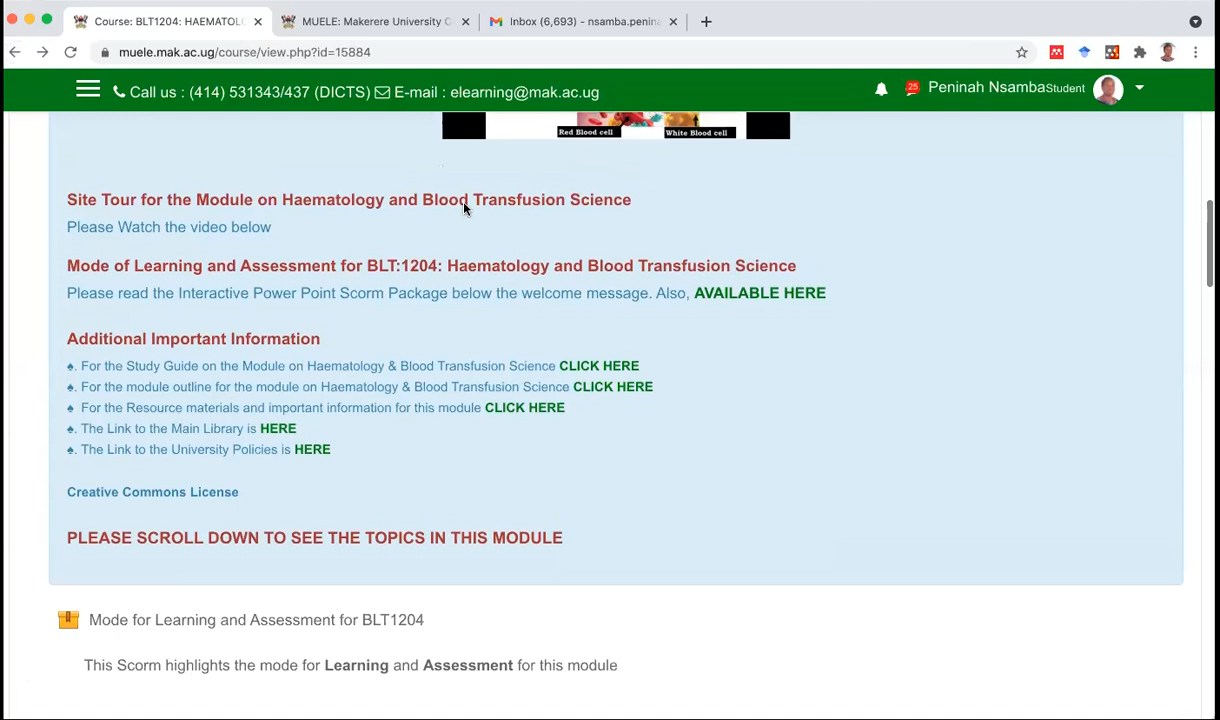 Course: BLT1204: HAEMATOL
MUELE: Makerere University
Inbox (6,693) - nsamba.penin
muele.mak.ac.ug/course/view.php?id=15884
Call us : (414) 531343/437 (DICTS) E-mail : elearning@mak.ac.ug
25
Peninah Nsamba Student
Red Blood cell White Blood cell
Site Tour for the Module on Haematology and Blood Transfusion Science
Please Watch the video below
Mode of Learning and Assessment for BLT:1204: Haematology and Blood Transfusion Science
Please read the Interactive Power Point Scorm Package below the welcome message. Also, AVAILABLE HERE
Additional Important Information
♠. For the Study Guide on the Module on Haematology & Blood Transfusion Science CLICK HERE
♠. For the module outline for the module on Haematology & Blood Transfusion Science CLICK HERE
♠ For the Resource materials and important information for this module CLICK HERE
♠. The Link to the Main Library is HERE
♠. The Link to the University Policies is HERE
Creative Commons License
PLEASE SCROLL DOWN TO SEE THE TOPICS IN THIS MODULE
Mode for Learning and Assessment for BLT1204
This Scorm highlights the mode for Learning and Assessment for this module